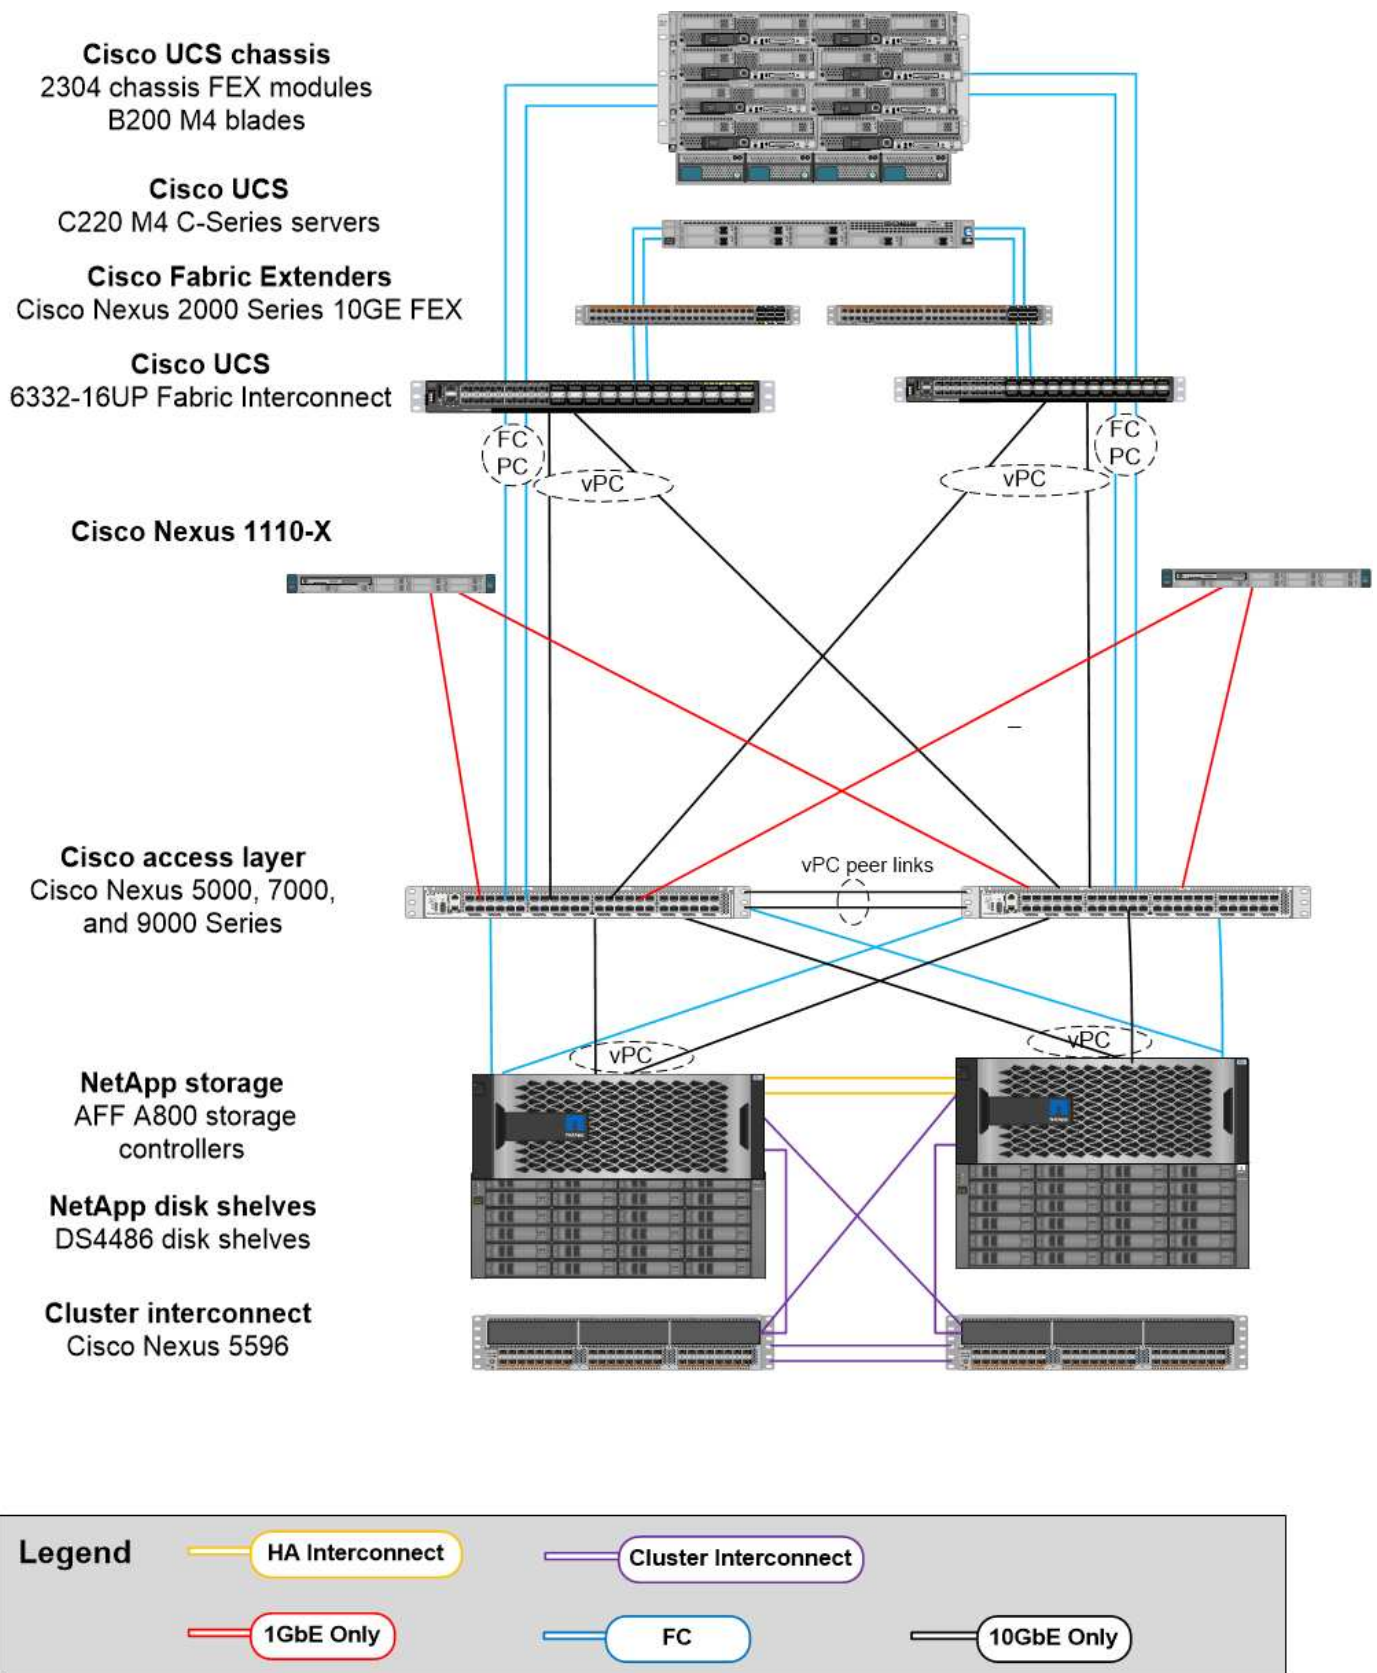 Cisco UCS chassis
2304 chassis FEX modules
B200 M4 blades
Cisco UCS
C220 M4 C-Series servers
Cisco Fabric Extenders
Cisco Nexus 2000 Series 10GE FEX
Cisco UCS
6332-16UP Fabric Interconnect
FC
PC
vPC
vPC
FC
PC
Cisco Nexus 1110-X
Cisco access layer
Cisco Nexus 5000, 7000,
and 9000 Series
vPC peer links
vPC
vPC
NetApp storage
AFF A800 storage
controllers
NetApp disk shelves
DS4486 disk shelves
Cluster interconnect
Cisco Nexus 5596
Legend
HA Interconnect
Cluster Interconnect
1GbE Only
FC
10GbE Only